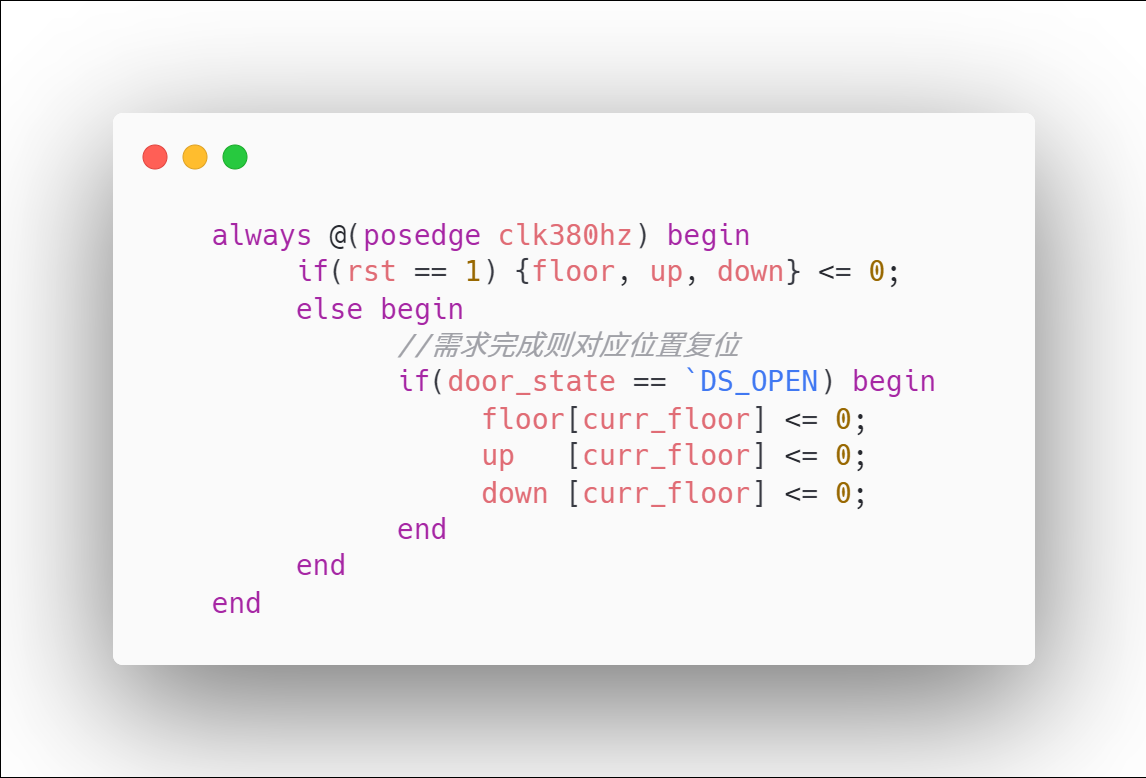 always @(posedge clk380hz) begin
if(rst == 1) {floor, up, down} <= 0;
else begin
//需求完成则对应位置复位
if(door_state == `DS_OPEN) begin
floor[curr_floor] <= 0;
up   [curr_floor] <= 0;
down [curr_floor] <= 0;
end
end
end